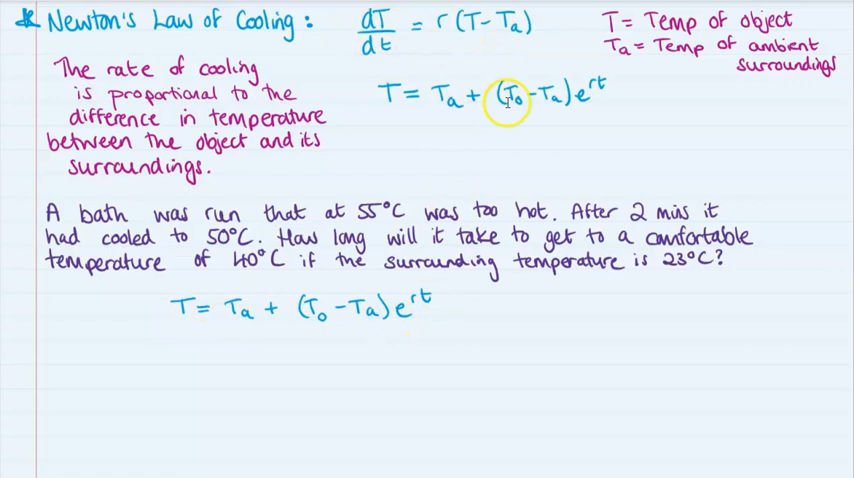 * Newton's Law of Cooling: dT/dt = r(T-Ta)
T = Temp of object
Ta = Temp of ambient
surroundings
The rate of cooling
is proportional to the
difference in temperature
between the object and its
surroundings.
T = Ta + (To - Ta)e^rt
A bath was run that at 55°C was too hot. After 2 mins it
had cooled to 50°C. How long will it take to get to a comfortable
temperature of 40°C if the surrounding temperature is 23°C?
T = Ta + (To - Ta)e^rt